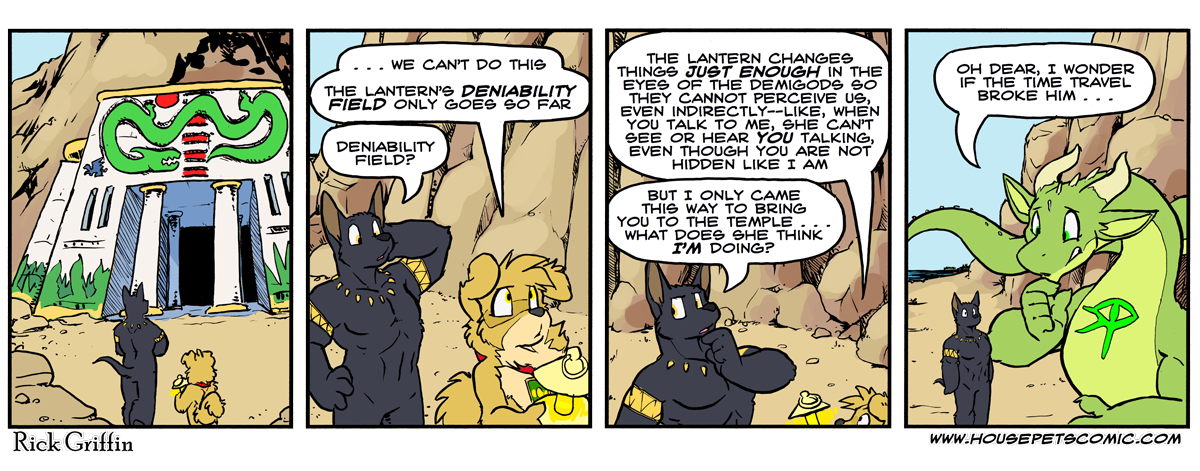 . . . WE CAN'T DO THIS
THE LANTERN'S DENIABILITY
FIELD ONLY GOES SO FAR
DENIABILITY
FIELD?
THE LANTERN CHANGES
THINGS JUST ENOUGH IN THE
EYES OF THE DEMIGODS SO
THEY CANNOT PERCEIVE US,
EVEN INDIRECTLY--LIKE, WHEN
YOU TALK TO ME, SHE CAN'T
SEE OR HEAR YOU TALKING,
EVEN THOUGH YOU ARE NOT
HIDDEN LIKE I AM
BUT I ONLY CAME
THIS WAY TO BRING
YOU TO THE TEMPLE . . .
WHAT DOES SHE THINK
I'M DOING?
OH DEAR, I WONDER
IF THE TIME TRAVEL
BROKE HIM . . .
Rick Griffin
WWW.HOUSEPETSCOMIC.COM